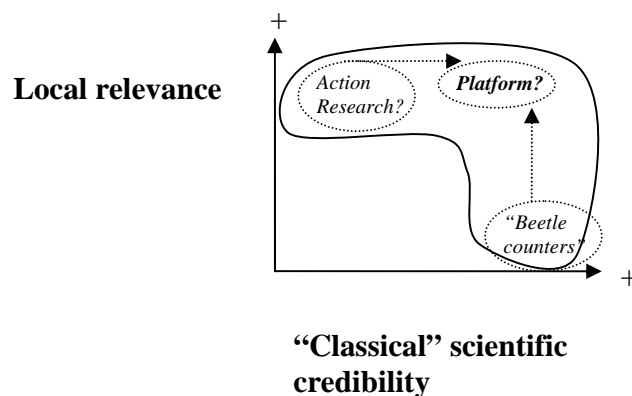 +
Local relevance
Action
Research?
Platform?
“Beetle
counters”
+
“Classical” scientific
credibility